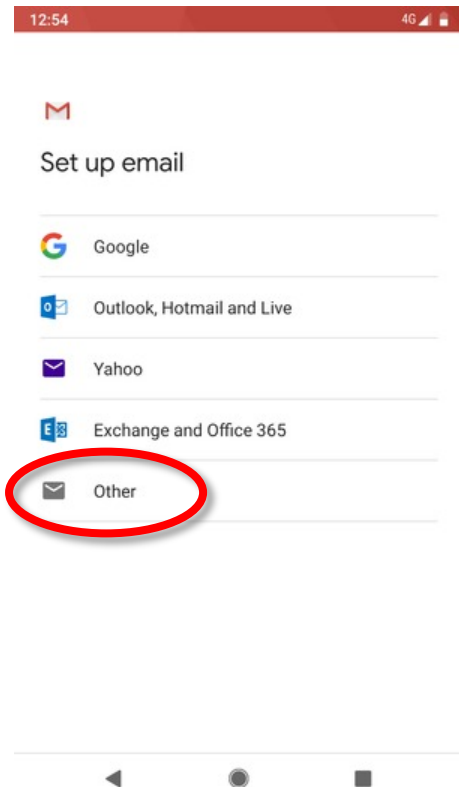 12:54 4G
Set up email
Google
Outlook, Hotmail and Live
Yahoo
Exchange and Office 365
Other